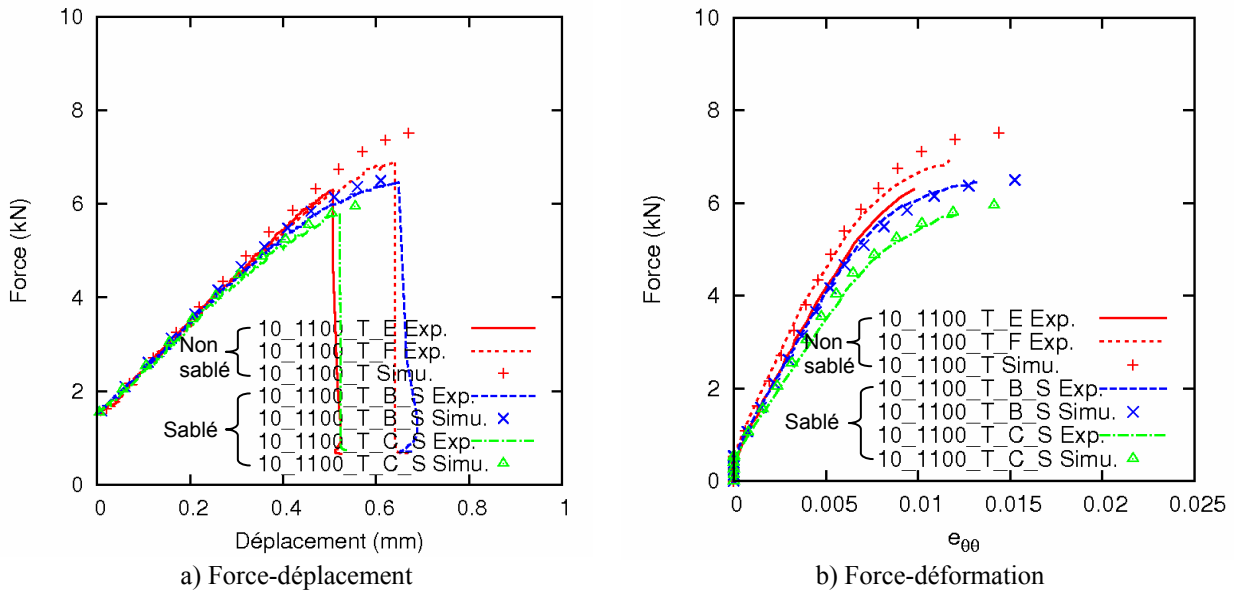 10
8
6
4
2
0
Force (kN)
0
0.2
0.4
0.6
0.8
1
Déplacement (mm)
Non
sablé
Sablé
10_1100_T_E Exp.
10_1100_T_F Exp.
10_1100_T Simu.
10_1100_T_B_S Exp.
10_1100_T_B_S Simu.
10_1100_T_C_S Exp.
10_1100_T_C_S Simu.
a) Force-déplacement
10
8
6
4
2
0
Force (kN)
0
0.005
0.01
0.015
0.02
0.025
eθθ
Non
sablé
Sablé
10_1100_T_E Exp.
10_1100_T_F Exp.
10_1100_T Simu.
10_1100_T_B_S Exp.
10_1100_T_B_S Simu.
10_1100_T_C_S Exp.
10_1100_T_C_S Simu.
b) Force-déformation